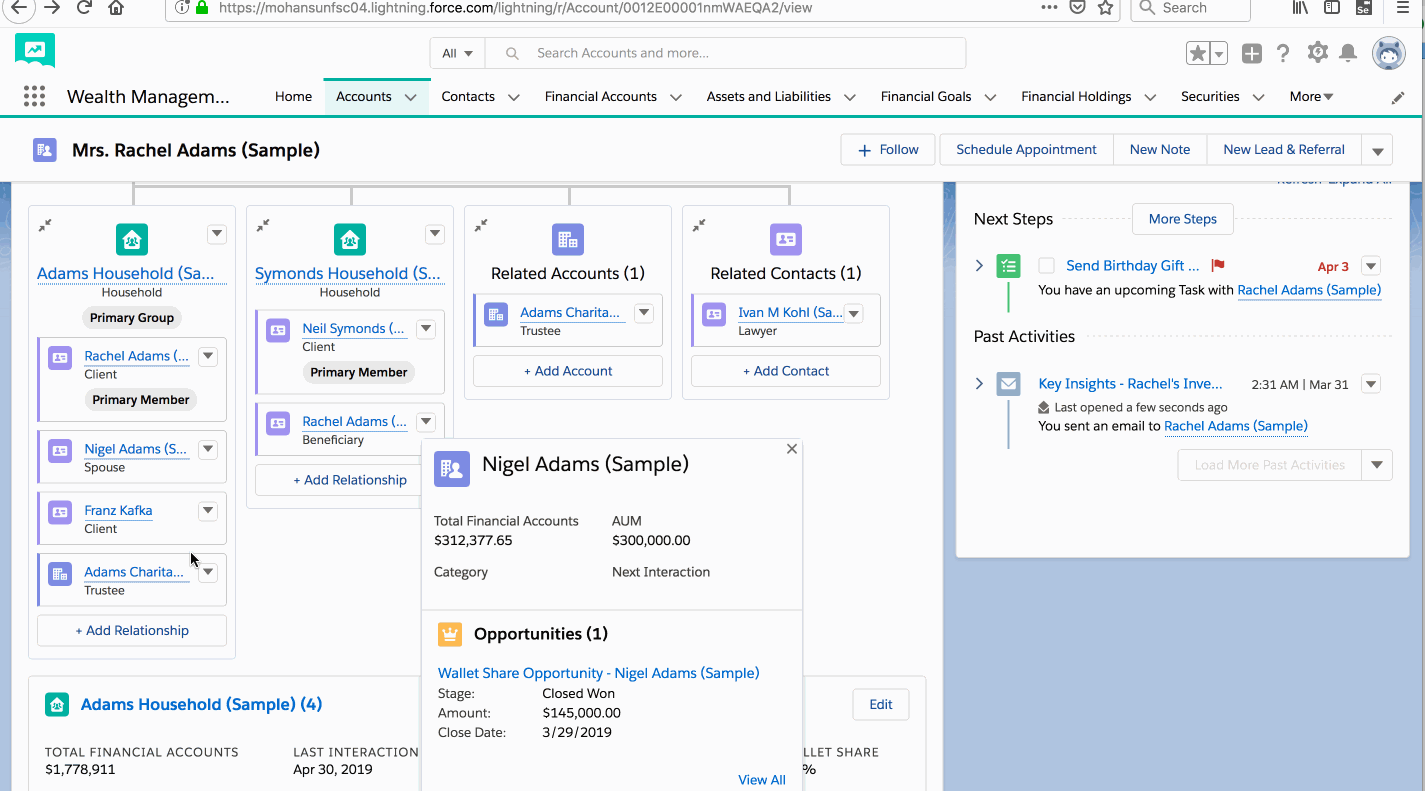 https://mohansunfsc04.lightning.force.com/lightning/r/Account/0012E00001nmWAEQA2/view
Search
Se
All
Search Accounts and more...
Wealth Managem...
Home
Accounts
Contacts
Financial Accounts
Assets and Liabilities
Financial Goals
Financial Holdings
Securities
More
Mrs. Rachel Adams (Sample)
+ Follow
Schedule Appointment
New Note
New Lead & Referral
Adams Household (Sa...
Household
Primary Group
Rachel Adams (...
Client
Primary Member
Nigel Adams (S...
Spouse
Franz Kafka
Client
Adams Charita...
Trustee
+ Add Relationship
Symonds Household (S...
Household
Neil Symonds (...
Client
Primary Member
Rachel Adams (...
Beneficiary
+ Add Relationship
Related Accounts (1)
Adams Charita...
Trustee
+ Add Account
Related Contacts (1)
Ivan M Kohl (Sa...
Lawyer
+ Add Contact
Nigel Adams (Sample)
Total Financial Accounts
$312,377.65
AUM
$300,000.00
Category
Next Interaction
Opportunities (1)
Wallet Share Opportunity - Nigel Adams (Sample)
Stage: Closed Won
Amount: $145,000.00
Close Date: 3/29/2019
View All
Adams Household (Sample) (4)
Edit
TOTAL FINANCIAL ACCOUNTS
$1,778,911
LAST INTERACTION
Apr 30, 2019
LLET SHARE
%
Refresh Expand All
Next Steps
More Steps
Send Birthday Gift ...
Apr 3
You have an upcoming Task with Rachel Adams (Sample)
Past Activities
Key Insights - Rachel's Inve...
2:31 AM | Mar 31
Last opened a few seconds ago
You sent an email to Rachel Adams (Sample)
Load More Past Activities